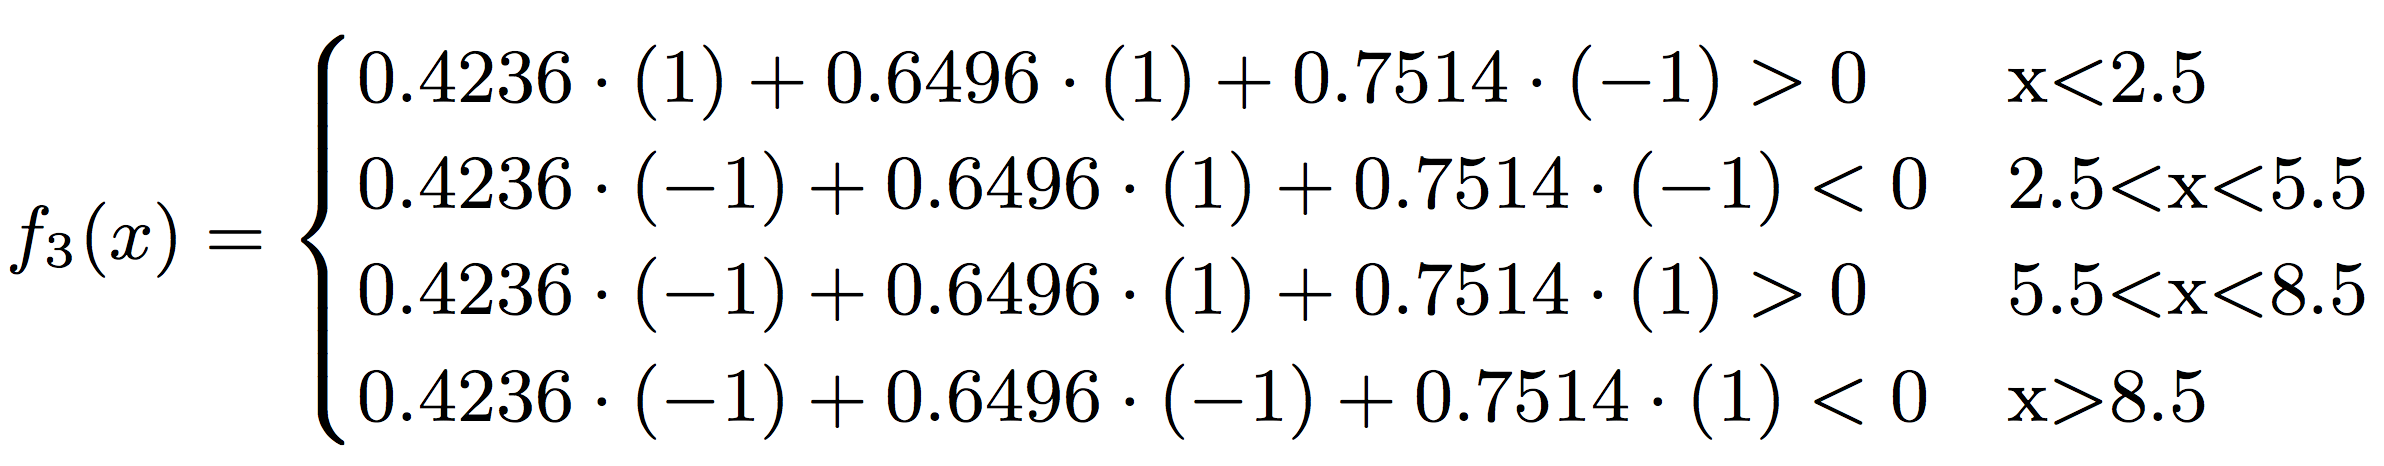 0.4236 · (1) + 0.6496 · (1) + 0.7514 · (−1) > 0 x<2.5
0.4236 · (−1) + 0.6496 · (1) + 0.7514 · (−1) < 0 2.5<x<5.5
f₃(x) =
0.4236 · (−1) + 0.6496 · (1) + 0.7514 · (1) > 0 5.5<x<8.5
0.4236 · (−1) + 0.6496 · (−1) + 0.7514 · (1) < 0 x>8.5